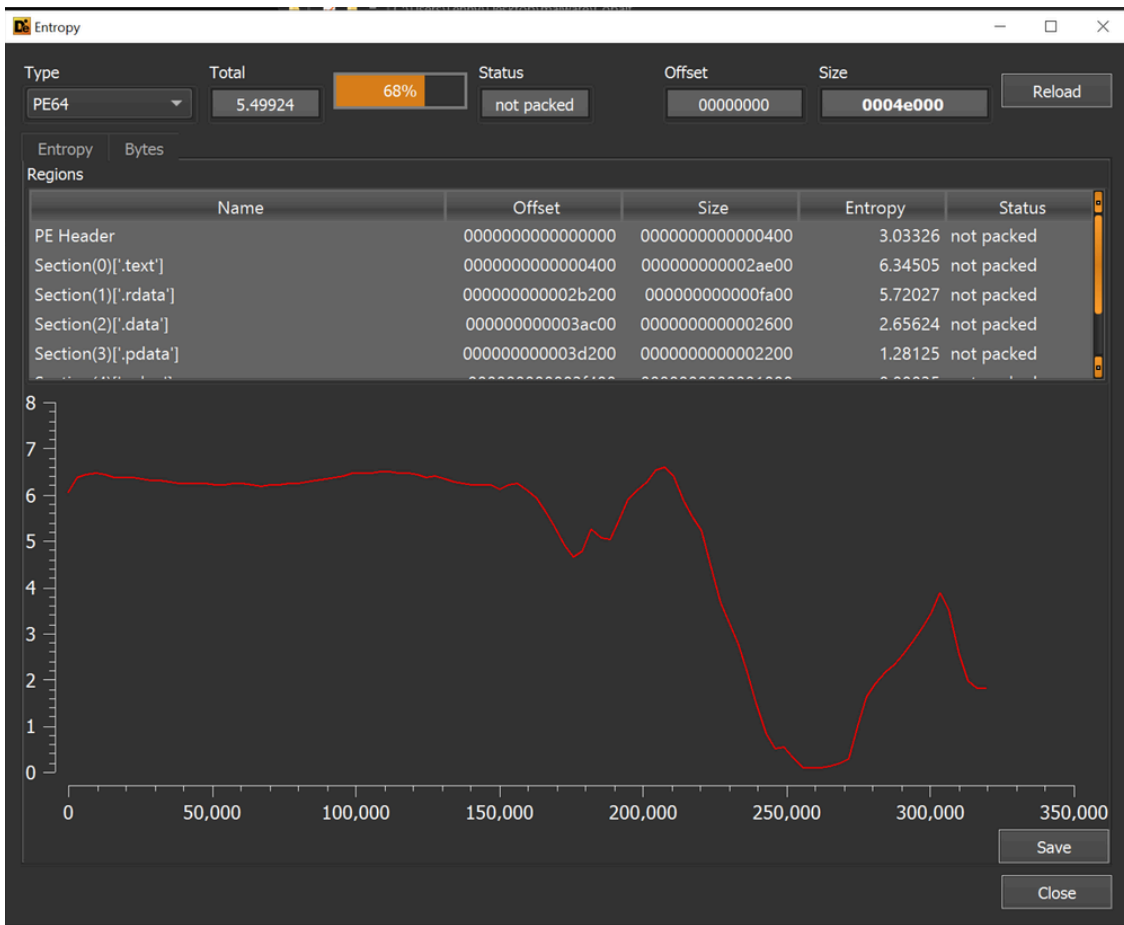 Entropy
Type Total Status Offset Size
PE64 5.49924 68% not packed 00000000 0004e000 Reload
Entropy Bytes
Regions
Name Offset Size Entropy Status
PE Header 0000000000000000 0000000000000400 3.03326 not packed
Section(0)['.text'] 0000000000000400 000000000002ae00 6.34505 not packed
Section(1)['.rdata'] 000000000002b200 000000000000fa00 5.72027 not packed
Section(2)['.data'] 000000000003ac00 0000000000002600 2.65624 not packed
Section(3)['.pdata'] 000000000003d200 0000000000002200 1.28125 not packed
8
7
6
5
4
3
2
1
0
0 50,000 100,000 150,000 200,000 250,000 300,000 350,000
Save
Close